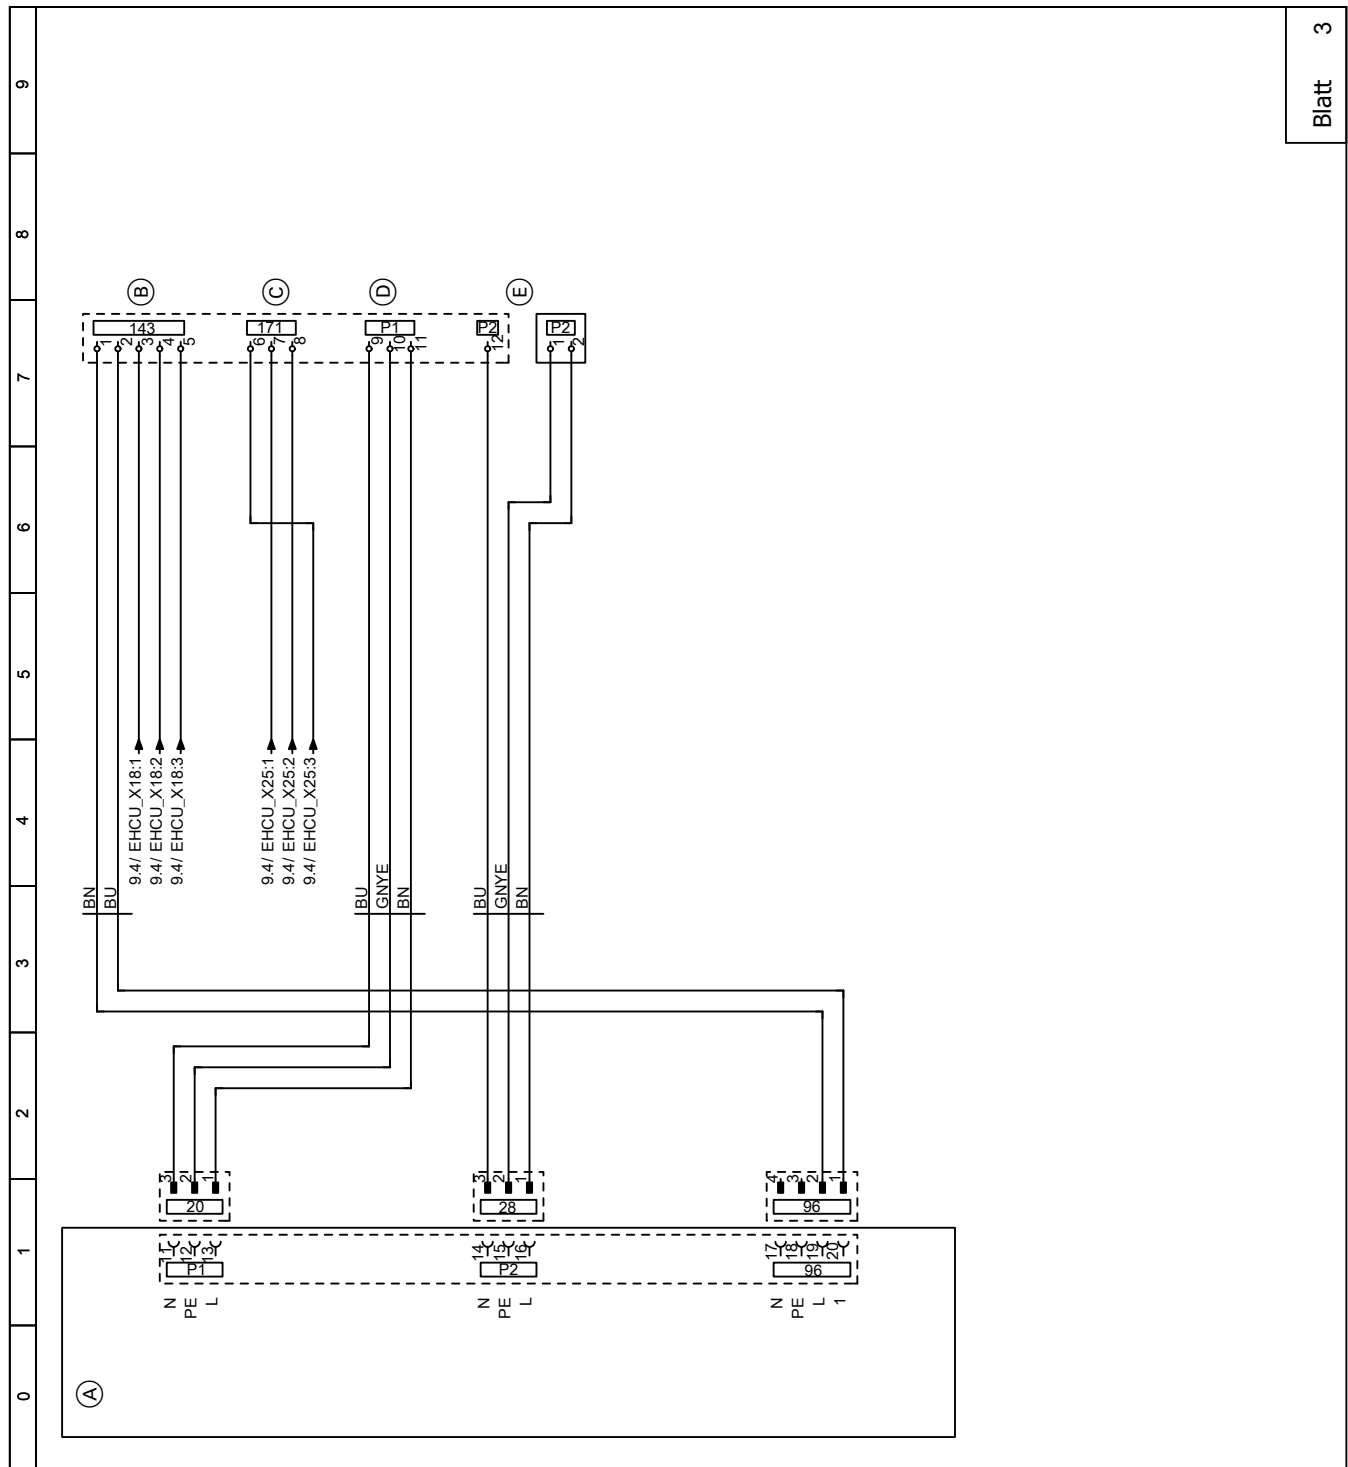 9
8
7
6
5
4
3
2
1
0
Blatt 3
B
C
D
E
143
171
P1
P2
P2
1
2
3
4
5
6
7
8
9
10
11
12
1
2
9.4/ EHCU_X18:1
9.4/ EHCU_X18:2
9.4/ EHCU_X18:3
9.4/ EHCU_X25:1
9.4/ EHCU_X25:2
9.4/ EHCU_X25:3
BN
BU
BU
GNYE
BN
BU
GNYE
BN
3
2
1
20
3
2
1
28
4
3
2
1
96
11
12
13
P1
14
15
16
P2
17
18
19
20
96
N
PE
L
N
PE
L
N
PE
L
1
A